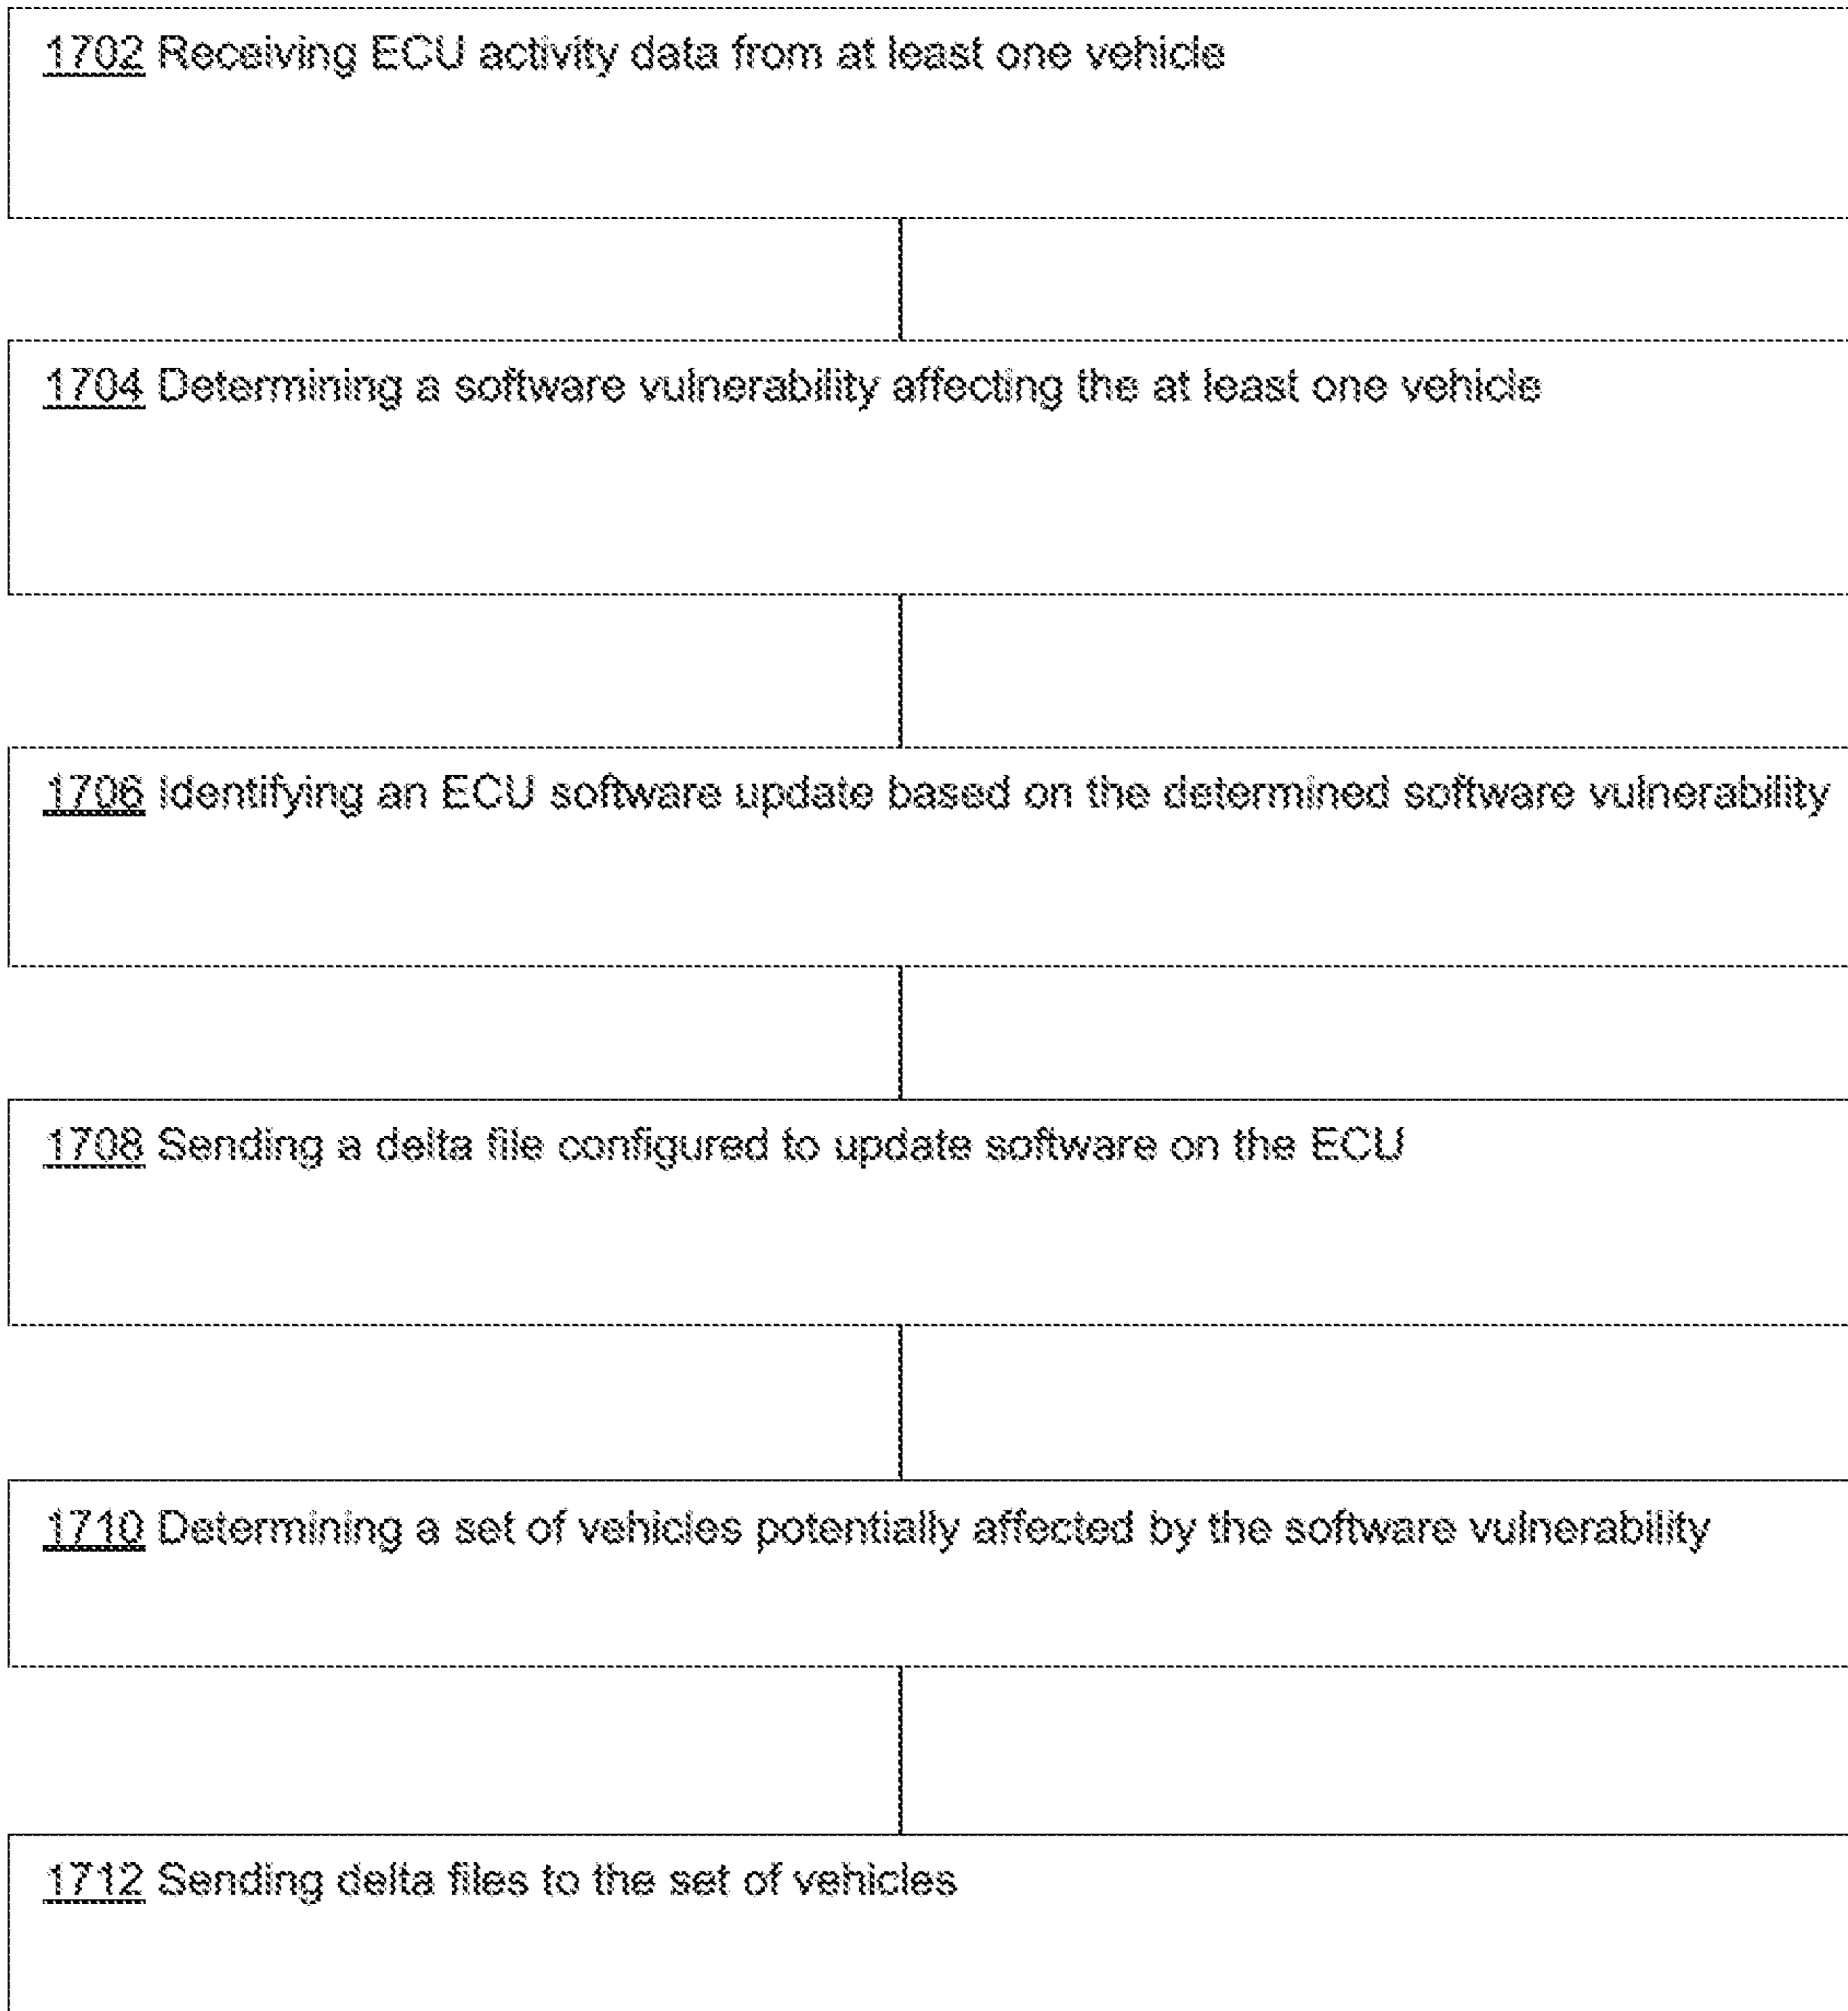 1702 Receiving ECU activity data from at least one vehicle
1704 Determining a software vulnerability affecting the at least one vehicle
1706 Identifying an ECU software update based on the determined software vulnerability
1708 Sending a delta file configured to update software on the ECU
1710 Determining a set of vehicles potentially affected by the software vulnerability
1712 Sending delta files to the set of vehicles